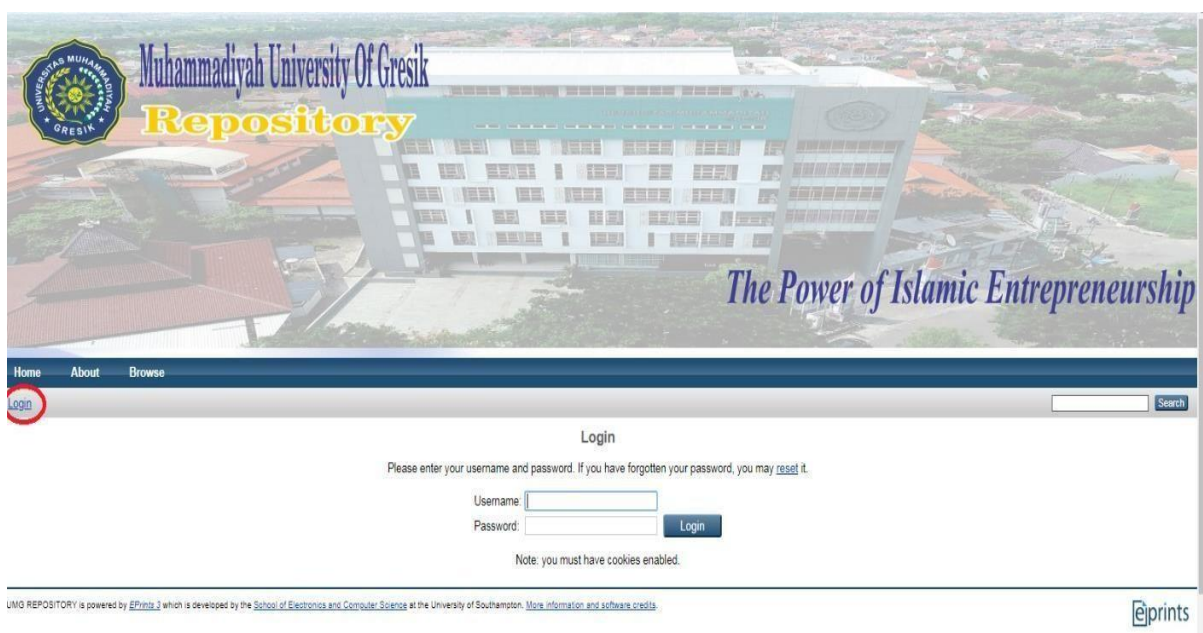 UNIVERSITAS MUHAMMADIYAH
GRESIK
Muhammadiyah University Of Gresik
Repository
The Power of Islamic Entrepreneurship
Home About Browse
Login
Search
Login
Please enter your username and password. If you have forgotten your password, you may reset it.
Username:
Password:
Login
Note: you must have cookies enabled.
UMG REPOSITORY is powered by EPrints 3 which is developed by the School of Electronics and Computer Science at the University of Southampton. More information and software credits.
eprints